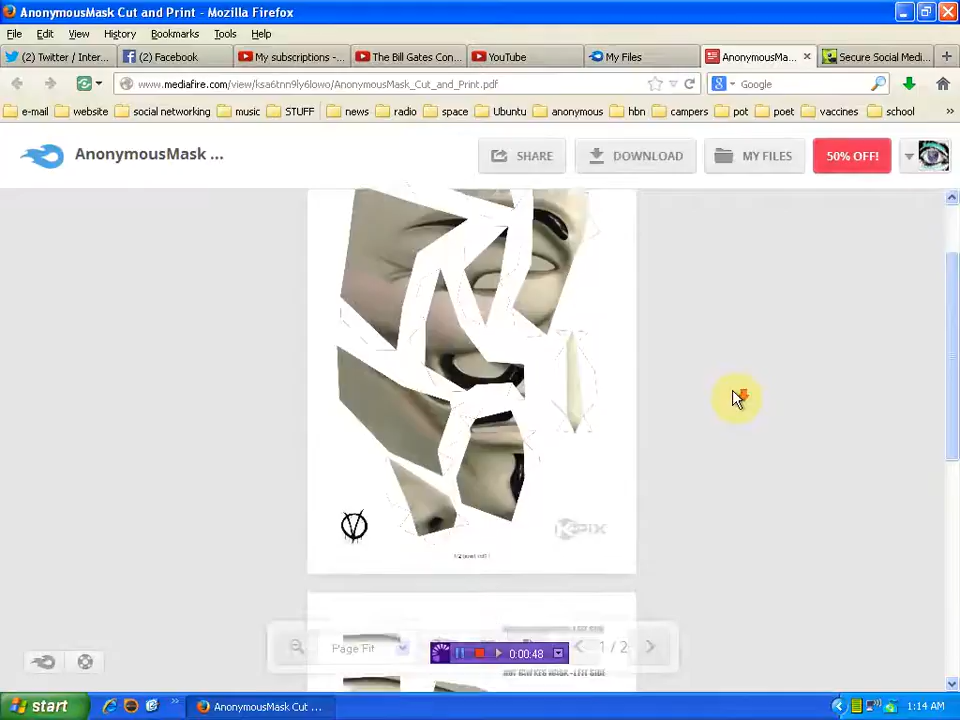 AnonymousMask Cut and Print - Mozilla Firefox
File Edit View History Bookmarks Tools Help
(2) Twitter / Inter... (2) Facebook My subscriptions - ... The Bill Gates Con... YouTube My Files AnonymousMa... Secure Social Medi...
www.mediafire.com/view/ksa6tnn9ly6lowo/AnonymousMask_Cut_and_Print.pdf Google
e-mail website social networking music STUFF news radio space Ubuntu anonymous hbn campers pot poet vaccines school
AnonymousMask ... SHARE DOWNLOAD MY FILES 50% OFF!
Page Fit 0:00:48 1 / 2
start AnonymousMask Cut ... 1:14 AM